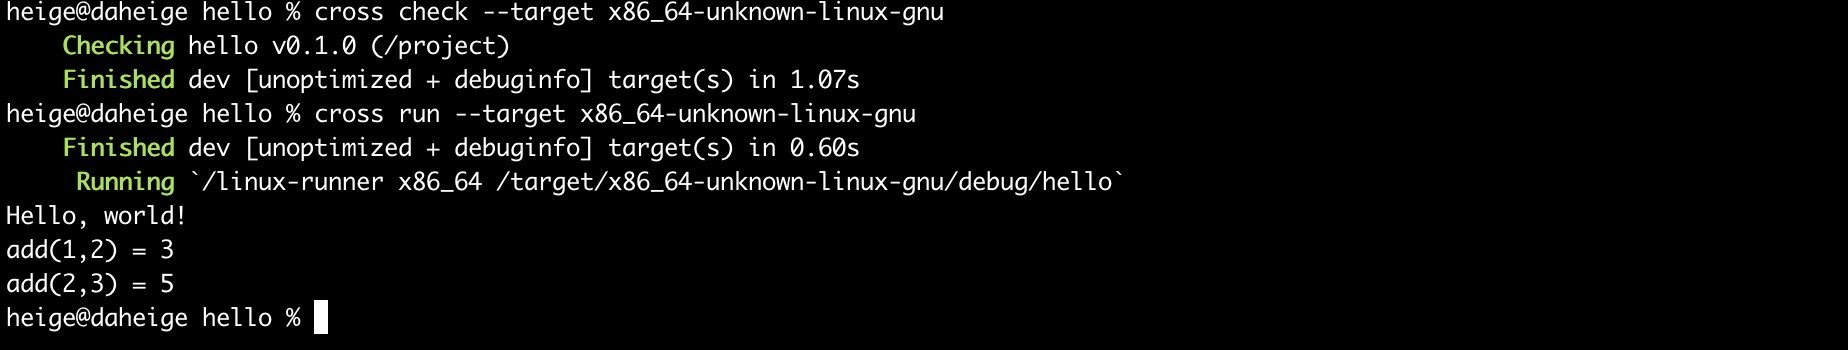 heige@daheige hello % cross check --target x86_64-unknown-linux-gnu
Checking hello v0.1.0 (/project)
Finished dev [unoptimized + debuginfo] target(s) in 1.07s
heige@daheige hello % cross run --target x86_64-unknown-linux-gnu
Finished dev [unoptimized + debuginfo] target(s) in 0.60s
Running `/linux-runner x86_64 /target/x86_64-unknown-linux-gnu/debug/hello`
Hello, world!
add(1,2) = 3
add(2,3) = 5
heige@daheige hello %